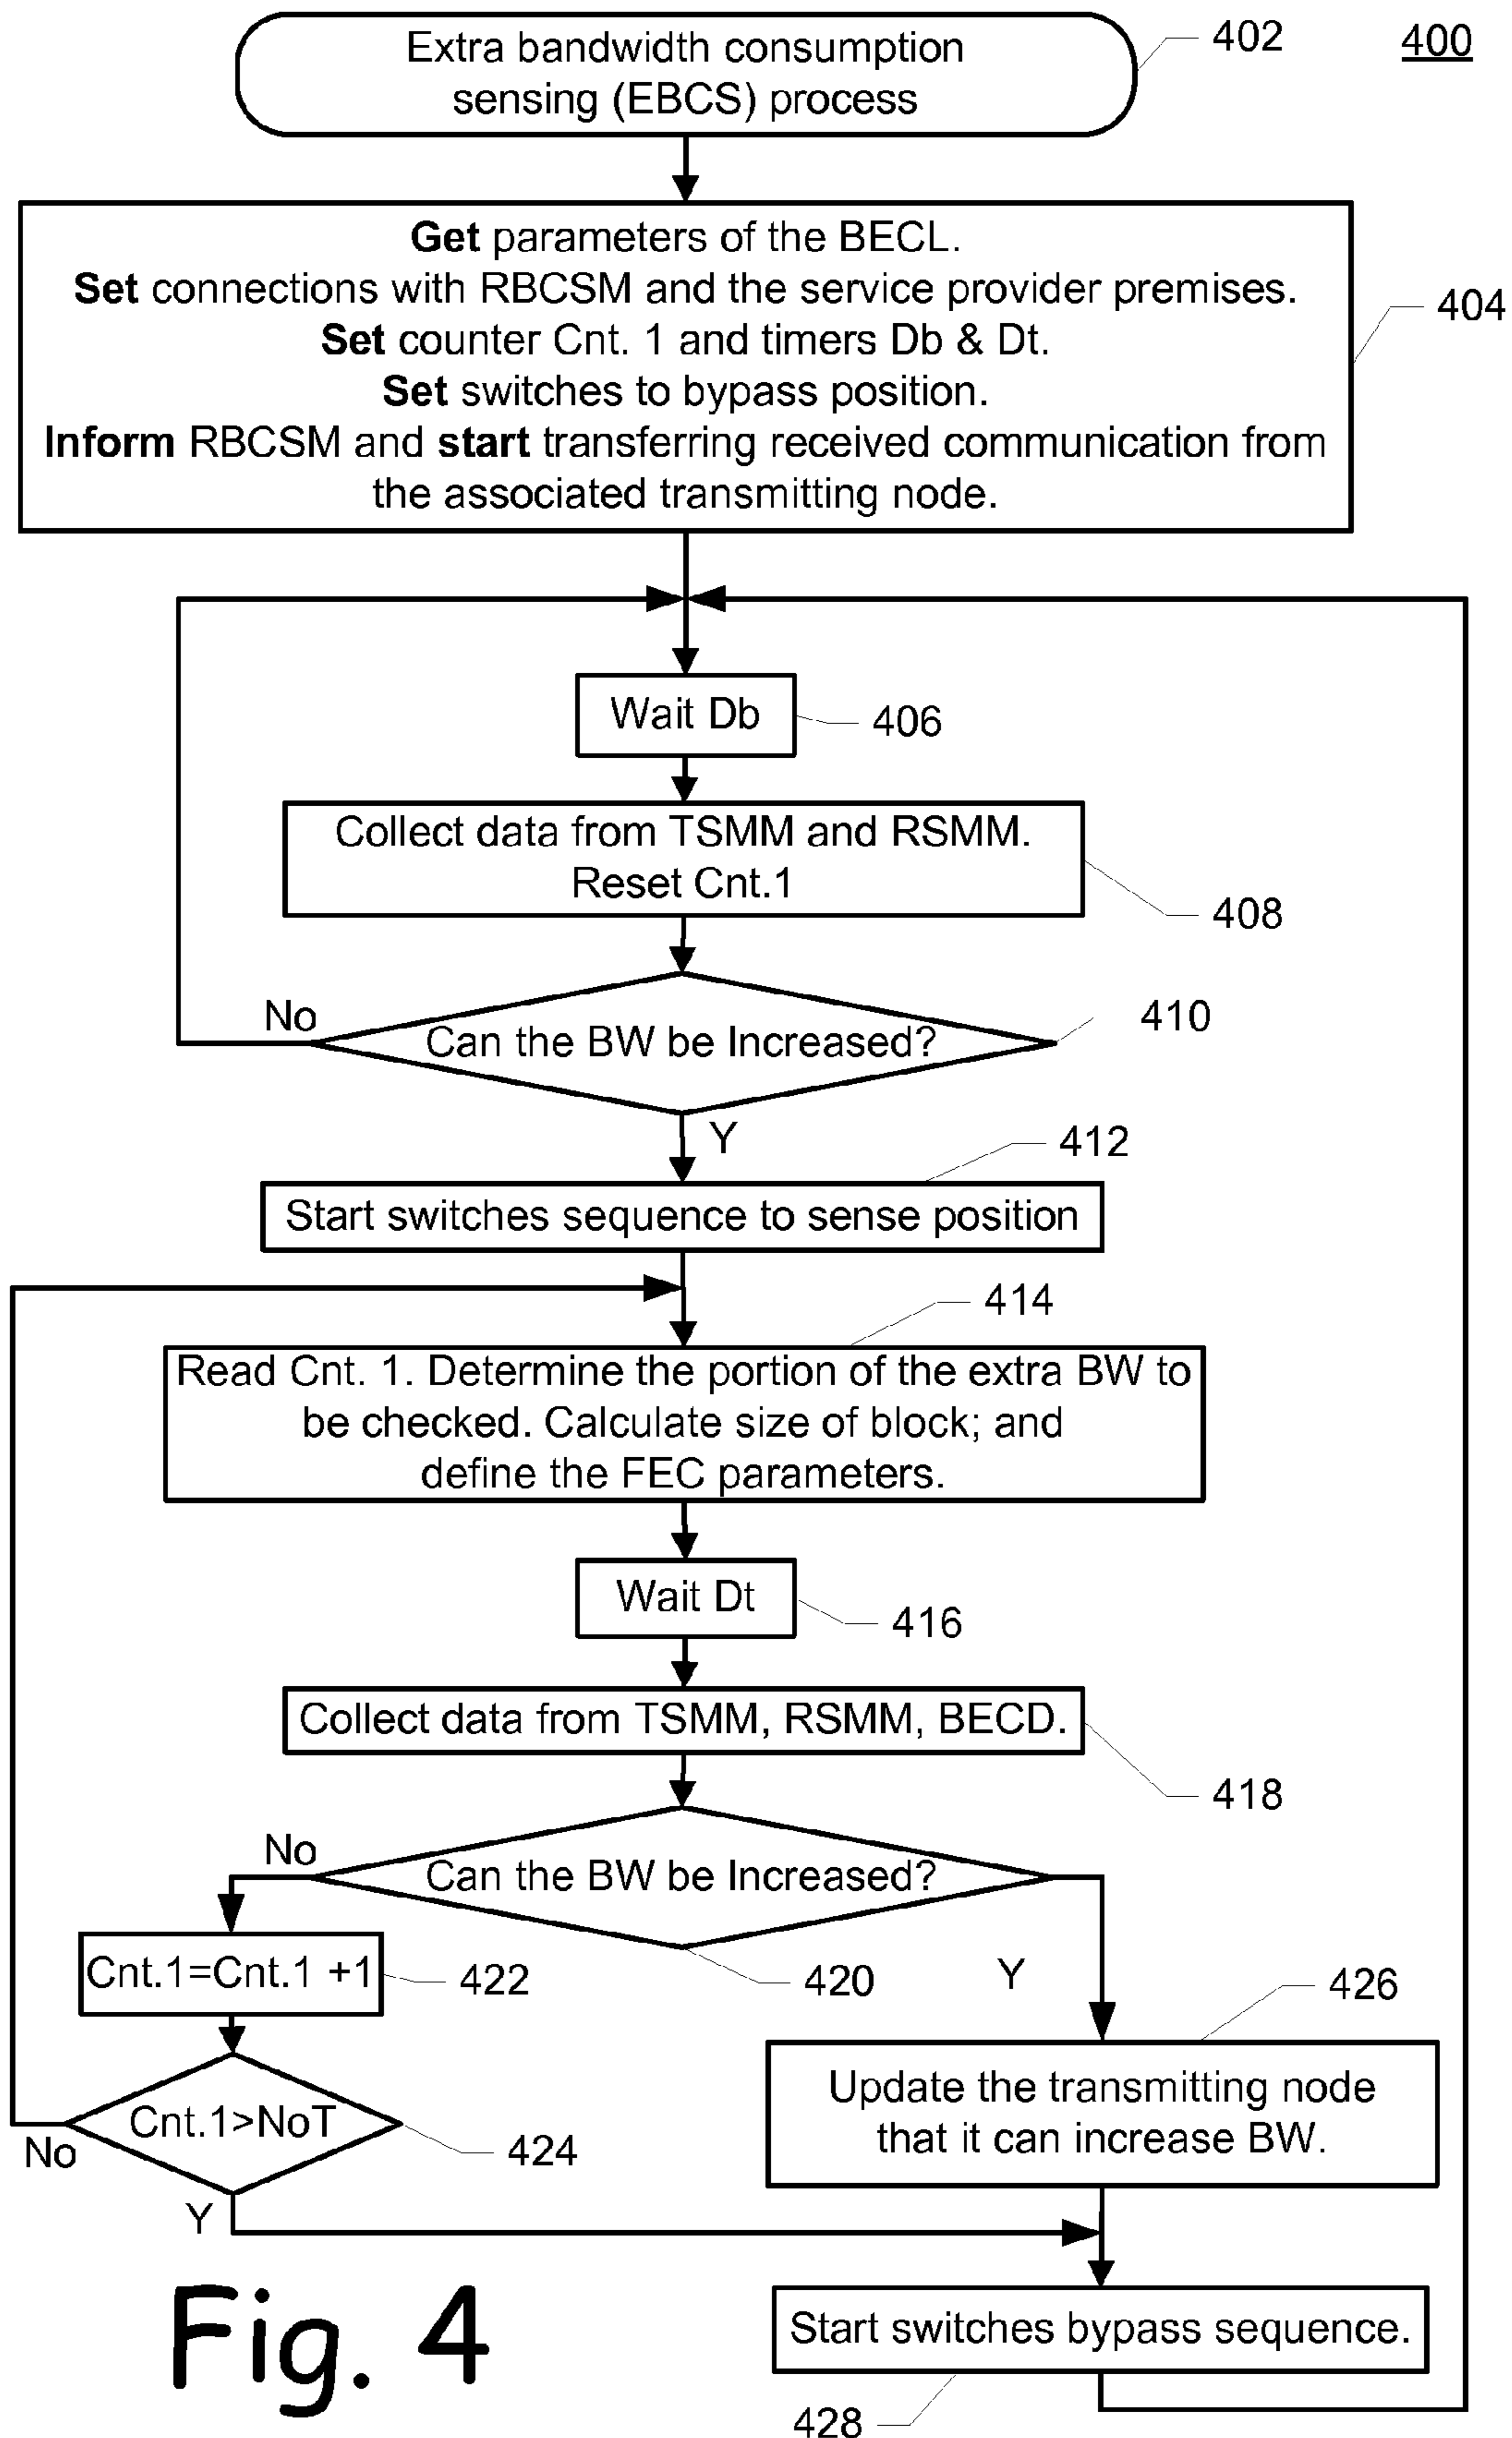 Extra bandwidth consumption
sensing (EBCS) process
402
400
Get parameters of the BECL.
Set connections with RBCSM and the service provider premises.
Set counter Cnt. 1 and timers Db & Dt.
Set switches to bypass position.
Inform RBCSM and start transferring received communication from
the associated transmitting node.
404
Wait Db
406
Collect data from TSMM and RSMM.
Reset Cnt.1
408
No
Can the BW be Increased?
410
Y
412
Start switches sequence to sense position
414
Read Cnt. 1. Determine the portion of the extra BW to
be checked. Calculate size of block; and
define the FEC parameters.
Wait Dt
416
Collect data from TSMM, RSMM, BECD.
418
No
Can the BW be Increased?
420
Y
Cnt.1=Cnt.1 +1
422
426
Update the transmitting node
that it can increase BW.
Cnt.1>NoT
424
No
Y
Start switches bypass sequence.
428
Fig. 4